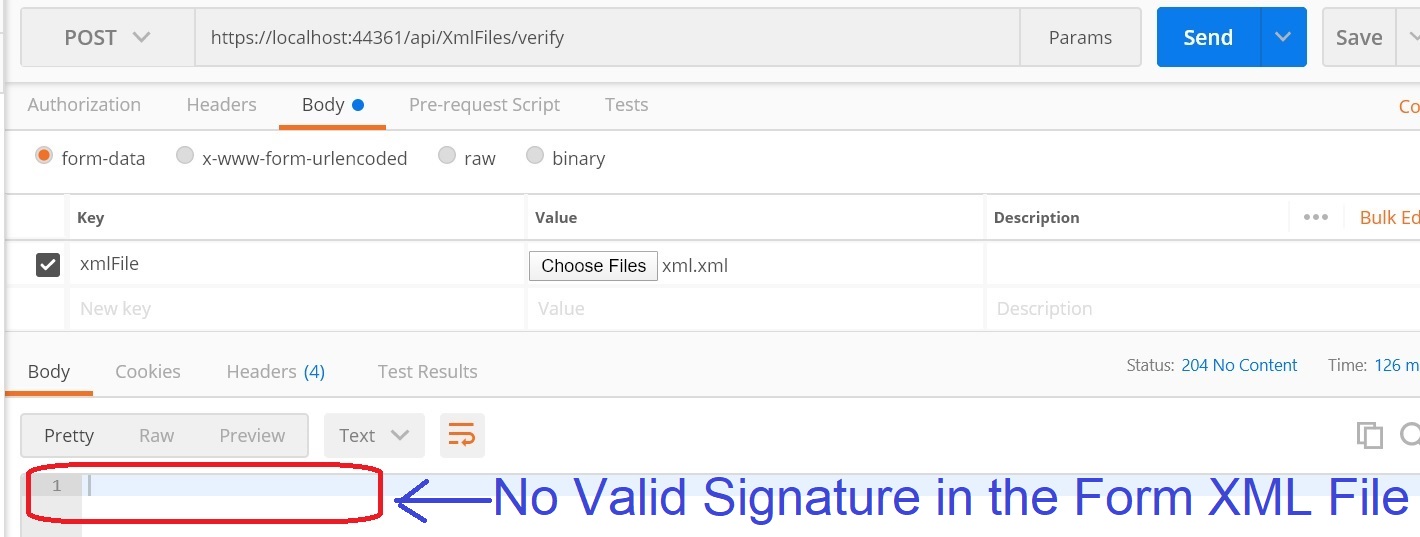 POST https://localhost:44361/api/XmlFiles/verify Params Send Save
Authorization Headers Body Pre-request Script Tests Co
form-data x-www-form-urlencoded raw binary
Key Value Description ••• Bulk Ed
xmlFile Choose Files xml.xml
New key Value Description
Body Cookies Headers (4) Test Results Status: 204 No Content Time: 126 m
Pretty Raw Preview Text
1
No Valid Signature in the Form XML File